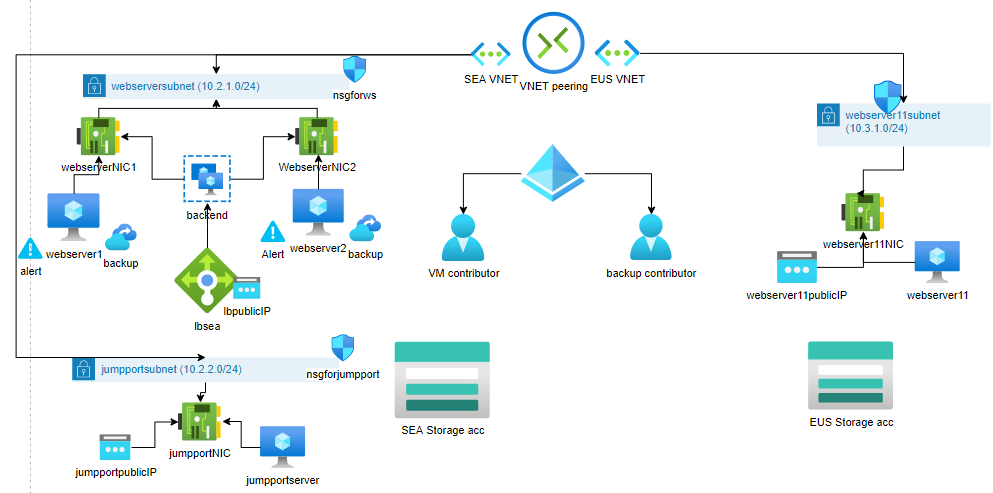 SEA VNET
VNET peering
EUS VNET
webserversubnet (10.2.1.0/24)
nsgforws
webserver11subnet
(10.3.1.0/24)
webserverNIC1
WebserverNIC2
backend
webserver1
backup
alert
Alert
webserver2
backup
lbpublicIP
lbsea
VM contributor
backup contributor
webserver11NIC
webserver11publicIP
webserver11
jumpportsubnet (10.2.2.0/24)
nsgforjumpport
SEA Storage acc
EUS Storage acc
jumpportNIC
jumpportpublicIP
jumpportserver